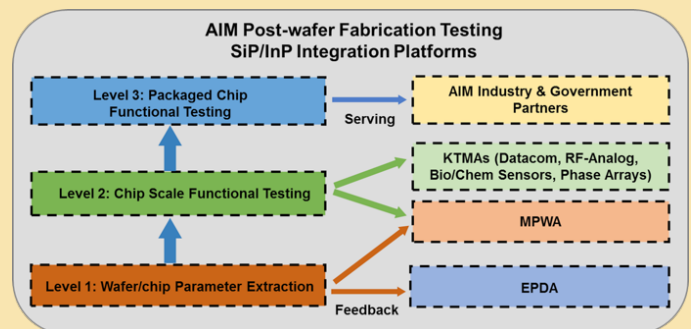 AIM Post-wafer Fabrication Testing
SiP/InP Integration Platforms
Level 3: Packaged Chip
Functional Testing
Serving
AIM Industry & Government
Partners
Level 2: Chip Scale Functional Testing
KTMAs (Datacom, RF-Analog,
Bio/Chem Sensors, Phase Arrays)
MPWA
Level 1: Wafer/chip Parameter Extraction
Feedback
EPDA